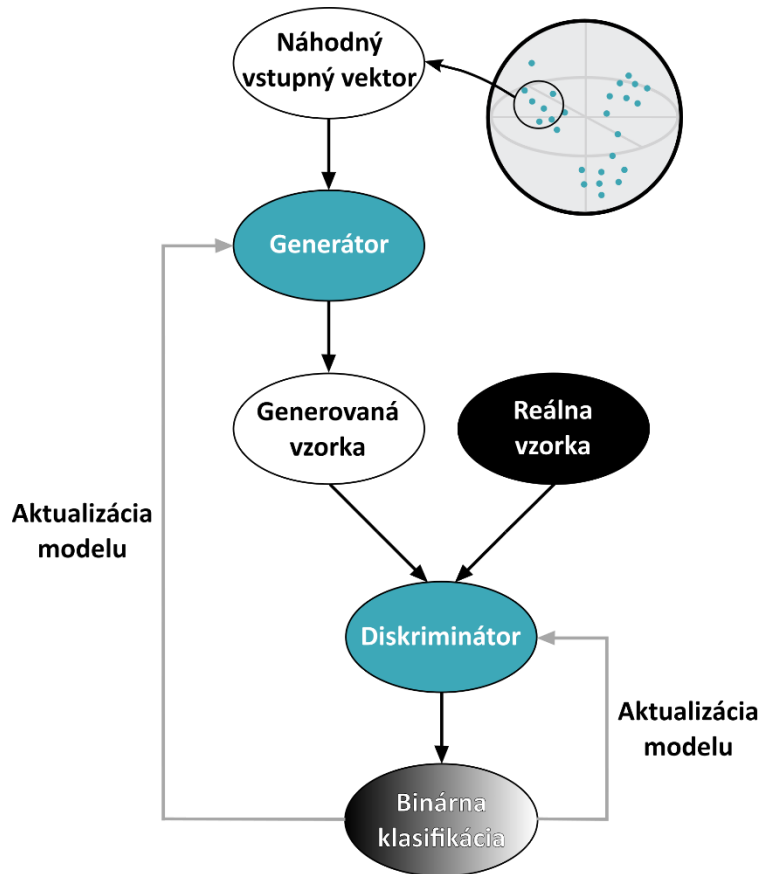 Náhodný
vstupný vektor
Generátor
Generovaná
vzorka
Reálna
vzorka
Aktualizácia
modelu
Diskriminátor
Aktualizácia
modelu
Binárna
klasifikácia